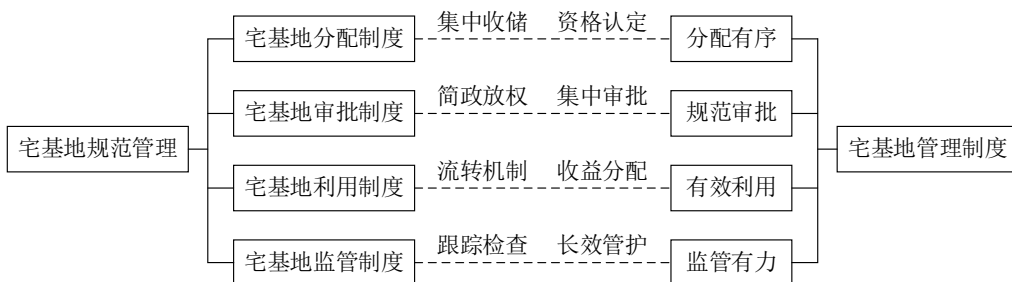 宅基地分配制度 集中收储 资格认定 分配有序
宅基地审批制度 简政放权 集中审批 规范审批
宅基地规范管理 宅基地管理制度
宅基地利用制度 流转机制 收益分配 有效利用
宅基地监管制度 跟踪检查 长效管护 监管有力